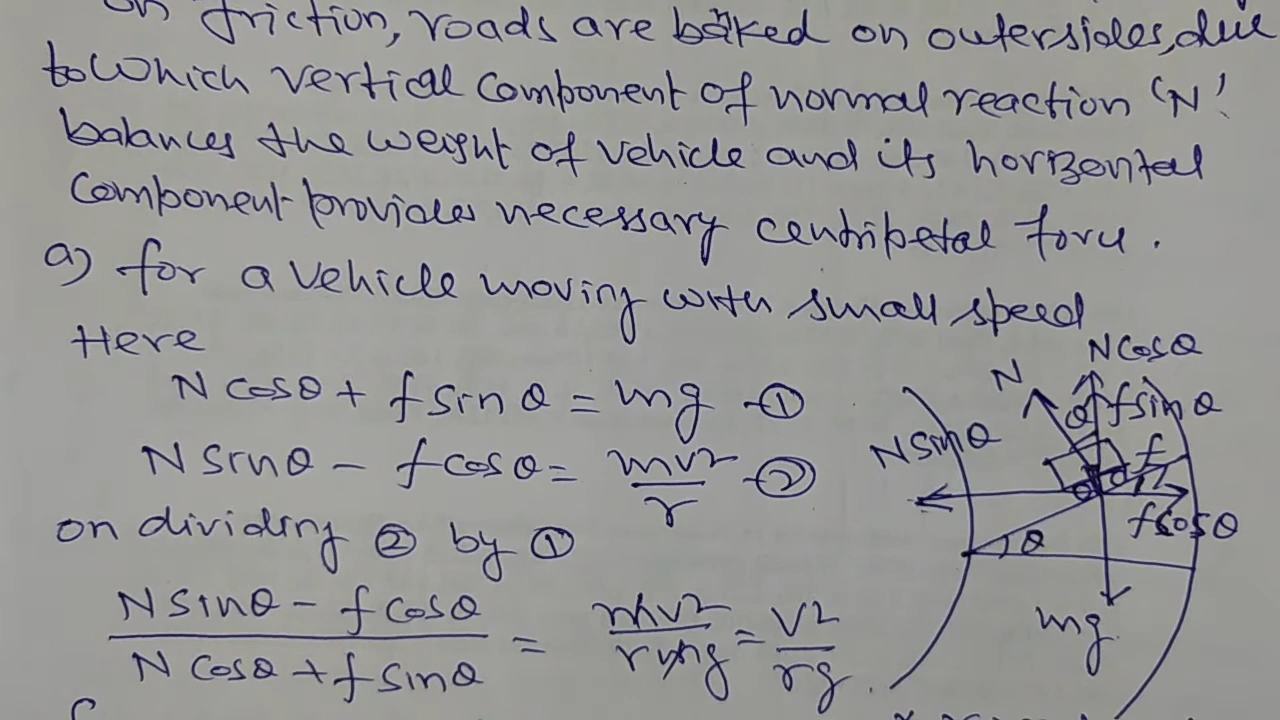 on friction, roads are banked on outersides, due
to which vertical component of normal reaction 'N'
balances the weight of vehicle and its horizontal
component provides necessary centripetal force.
a) for a vehicle moving with small speed
Here
N cosθ + f sinθ = mg -①
N sinθ - f cosθ = mv²/r -②
on dividing ② by ①
N sinθ - f cosθ / N cosθ + f sinθ = mv²/rmg = v²/rg.
N cosθ
N
θ
f sinθ
N sinθ
f
f cosθ
θ
mg